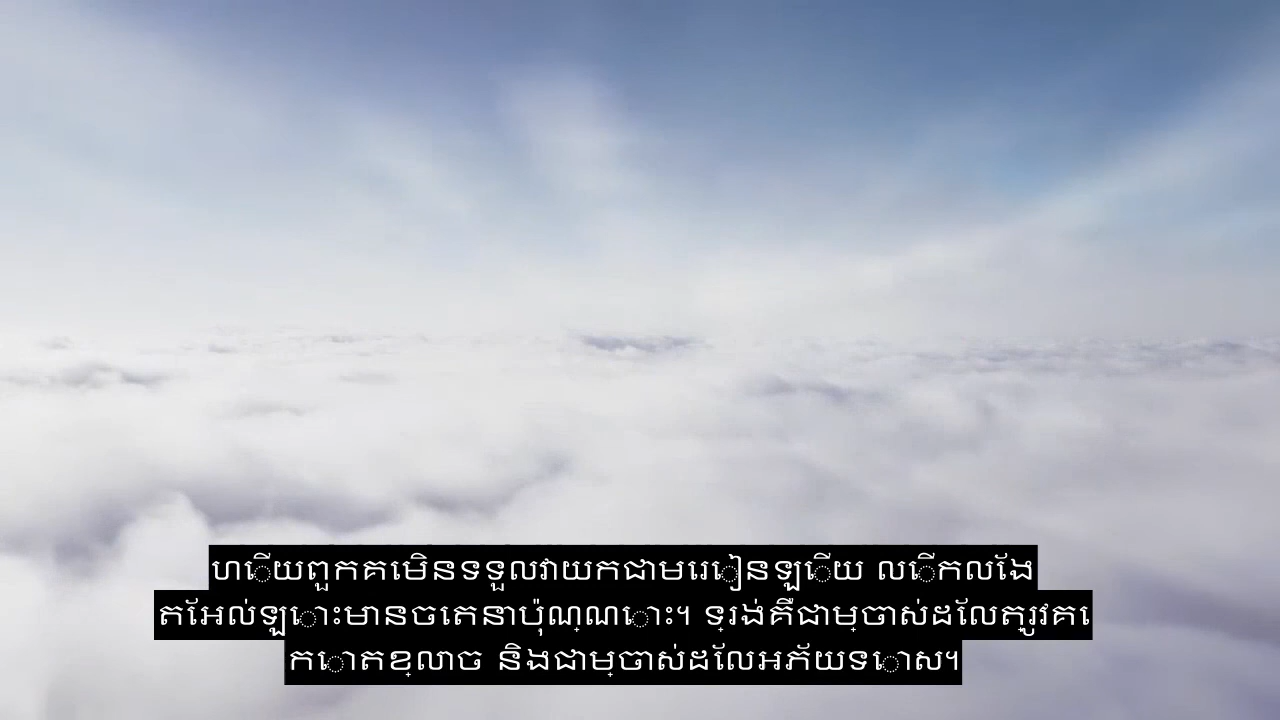 ហើយពួកគេមិនទទួលវាយកជាមេរៀនឡើយ លើកលែង
តែអល់ឡោះមានចេតនាប៉ុណ្ណោះ។ ទ្រង់គឺជាម្ចាស់ដែលត្រូវគេ
កោតខ្លាច និងជាម្ចាស់ដែលអភ័យទោស។